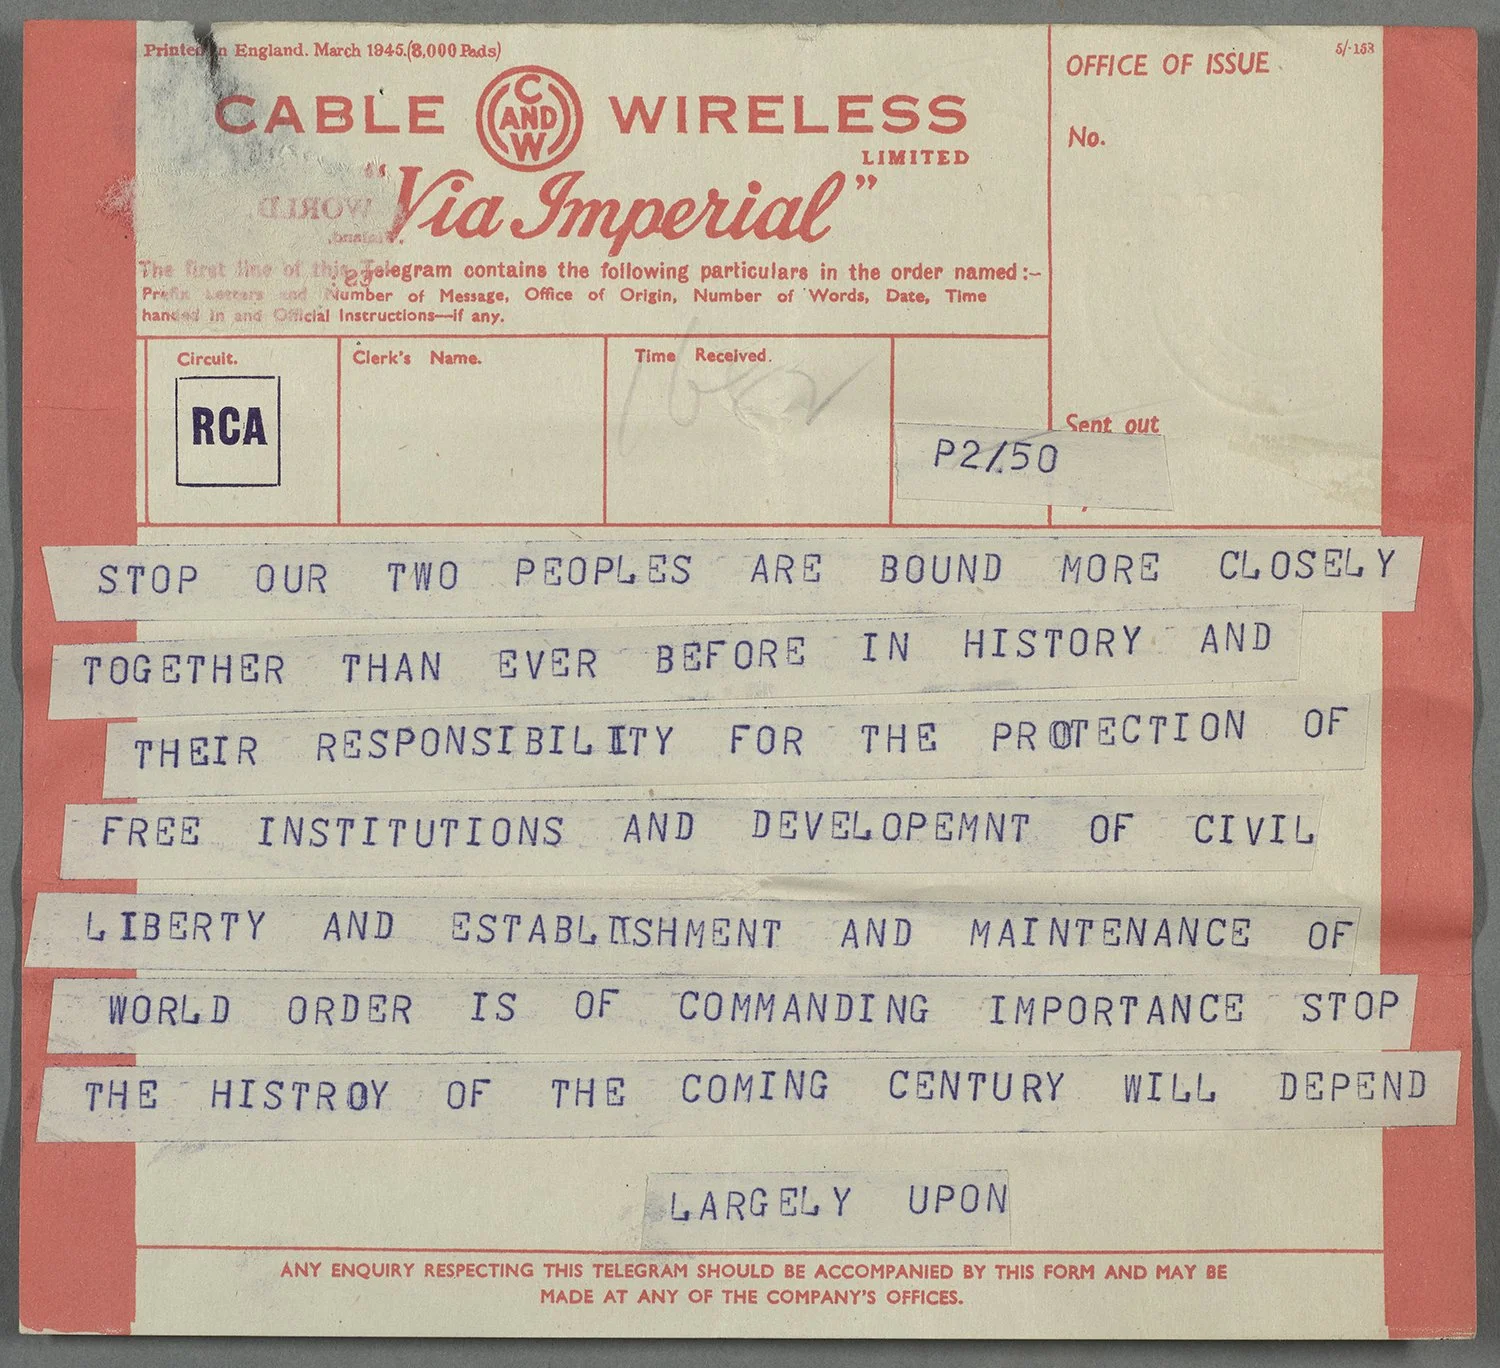 Printed in England. March 1945.(8,000 Pads)
5/-153
CABLE C AND W WIRELESS
LIMITED
"Via Imperial"
OFFICE OF ISSUE
No.
WORLD.
The first line of this Telegram contains the following particulars in the order named:-
Prefix Letters and Number of Message, Office of Origin, Number of Words, Date, Time
handed in and Official Instructions—if any.
Circuit.
Clerk's Name.
Time Received.
RCA
Sent out
P2/50
STOP OUR TWO PEOPLES ARE BOUND MORE CLOSELY
TOGETHER THAN EVER BEFORE IN HISTORY AND
THEIR RESPONSIBILITY FOR THE PROTECTION OF
FREE INSTITUTIONS AND DEVELOPEMNT OF CIVIL
LIBERTY AND ESTABLISHMENT AND MAINTENANCE OF
WORLD ORDER IS OF COMMANDING IMPORTANCE STOP
THE HISTROY OF THE COMING CENTURY WILL DEPEND
LARGELY UPON
ANY ENQUIRY RESPECTING THIS TELEGRAM SHOULD BE ACCOMPANIED BY THIS FORM AND MAY BE
MADE AT ANY OF THE COMPANY'S OFFICES.